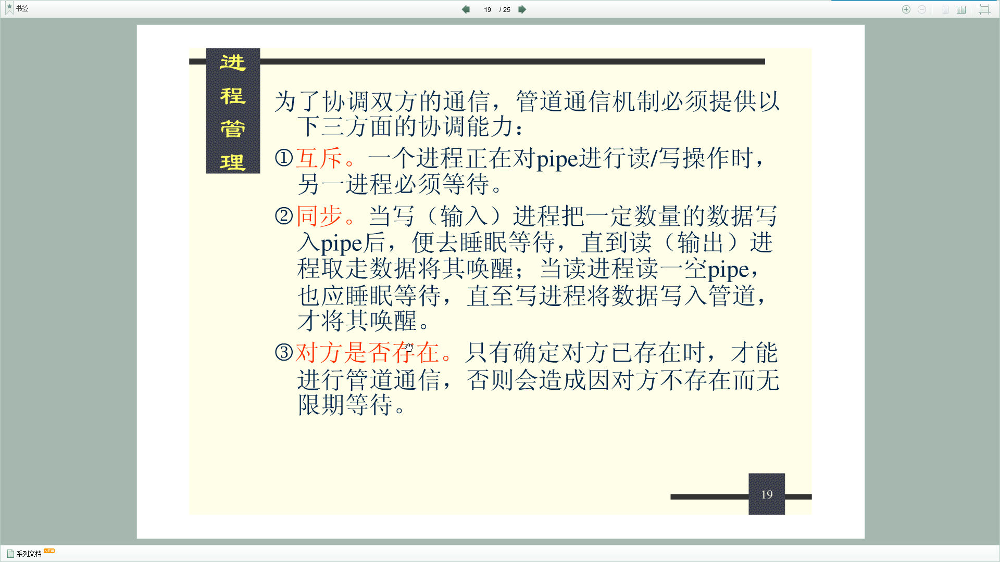 书签
19 / 25
进
程
管
理
为了协调双方的通信，管道通信机制必须提供以
下三方面的协调能力：
①互斥。一个进程正在对pipe进行读/写操作时，
另一进程必须等待。
②同步。当写（输入）进程把一定数量的数据写
入pipe后，便去睡眠等待，直到读（输出）进
程取走数据将其唤醒；当读进程读一空pipe，
也应睡眠等待，直至写进程将数据写入管道，
才将其唤醒。
③对方是否存在。只有确定对方已存在时，才能
进行管道通信，否则会造成因对方不存在而无
限期等待。
19
系列文档 NEW